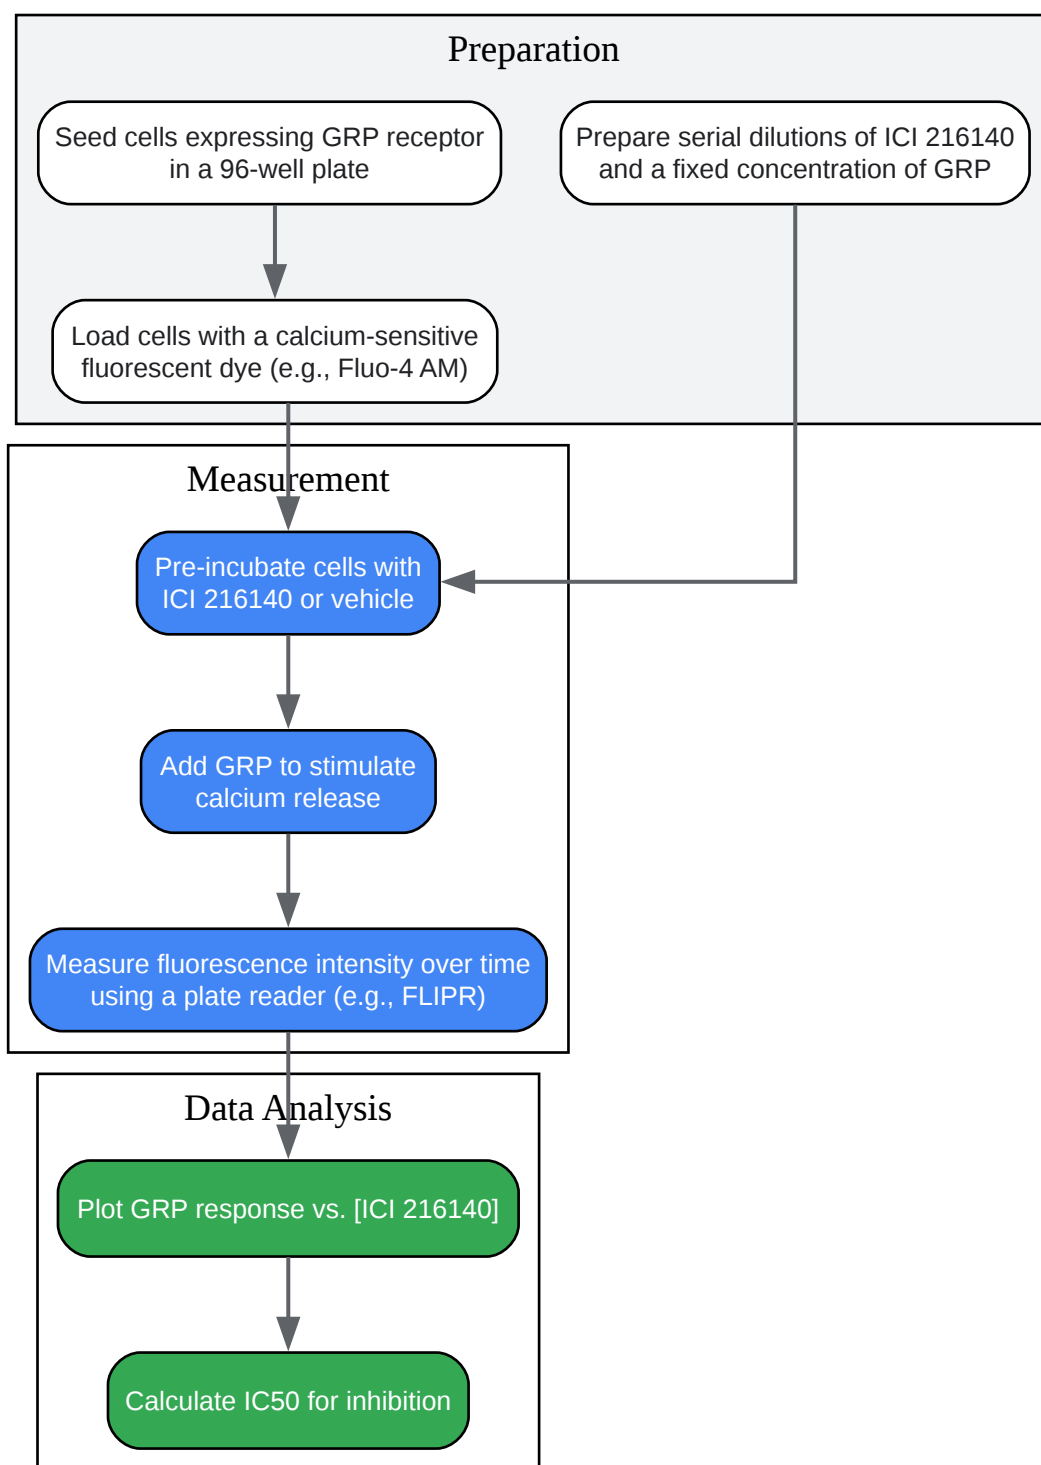 Preparation
Seed cells expressing GRP receptor
in a 96-well plate
Prepare serial dilutions of ICI 216140
and a fixed concentration of GRP
Load cells with a calcium-sensitive
fluorescent dye (e.g., Fluo-4 AM)
Measurement
Pre-incubate cells with
ICI 216140 or vehicle
Add GRP to stimulate
calcium release
Measure fluorescence intensity over time
using a plate reader (e.g., FLIPR)
Data Analysis
Plot GRP response vs. [ICI 216140]
Calculate IC50 for inhibition